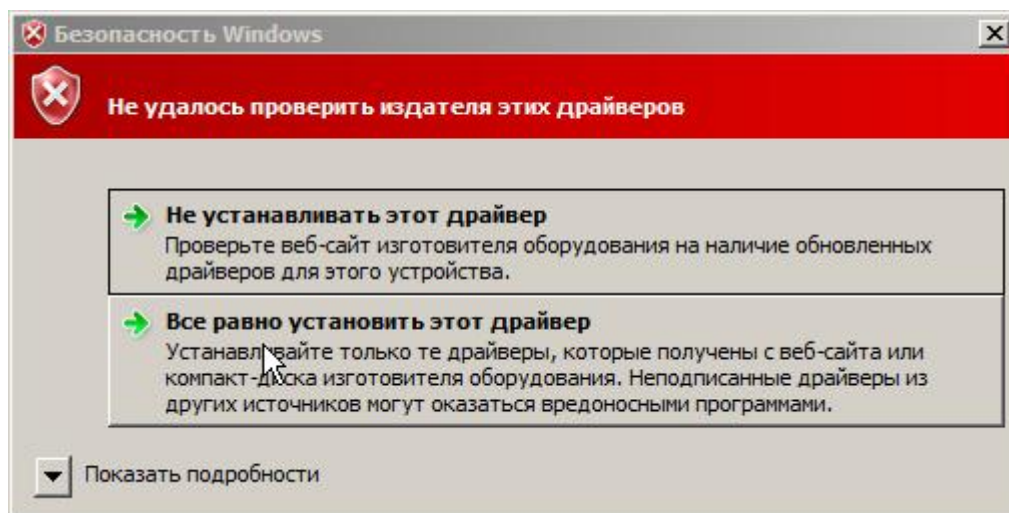 Безопасность Windows
Не удалось проверить издателя этих драйверов
Не устанавливать этот драйвер
Проверьте веб-сайт изготовителя оборудования на наличие обновленных
драйверов для этого устройства.
Все равно установить этот драйвер
Устанавливайте только те драйверы, которые получены с веб-сайта или
компакт-диска изготовителя оборудования. Неподписанные драйверы из
других источников могут оказаться вредоносными программами.
Показать подробности